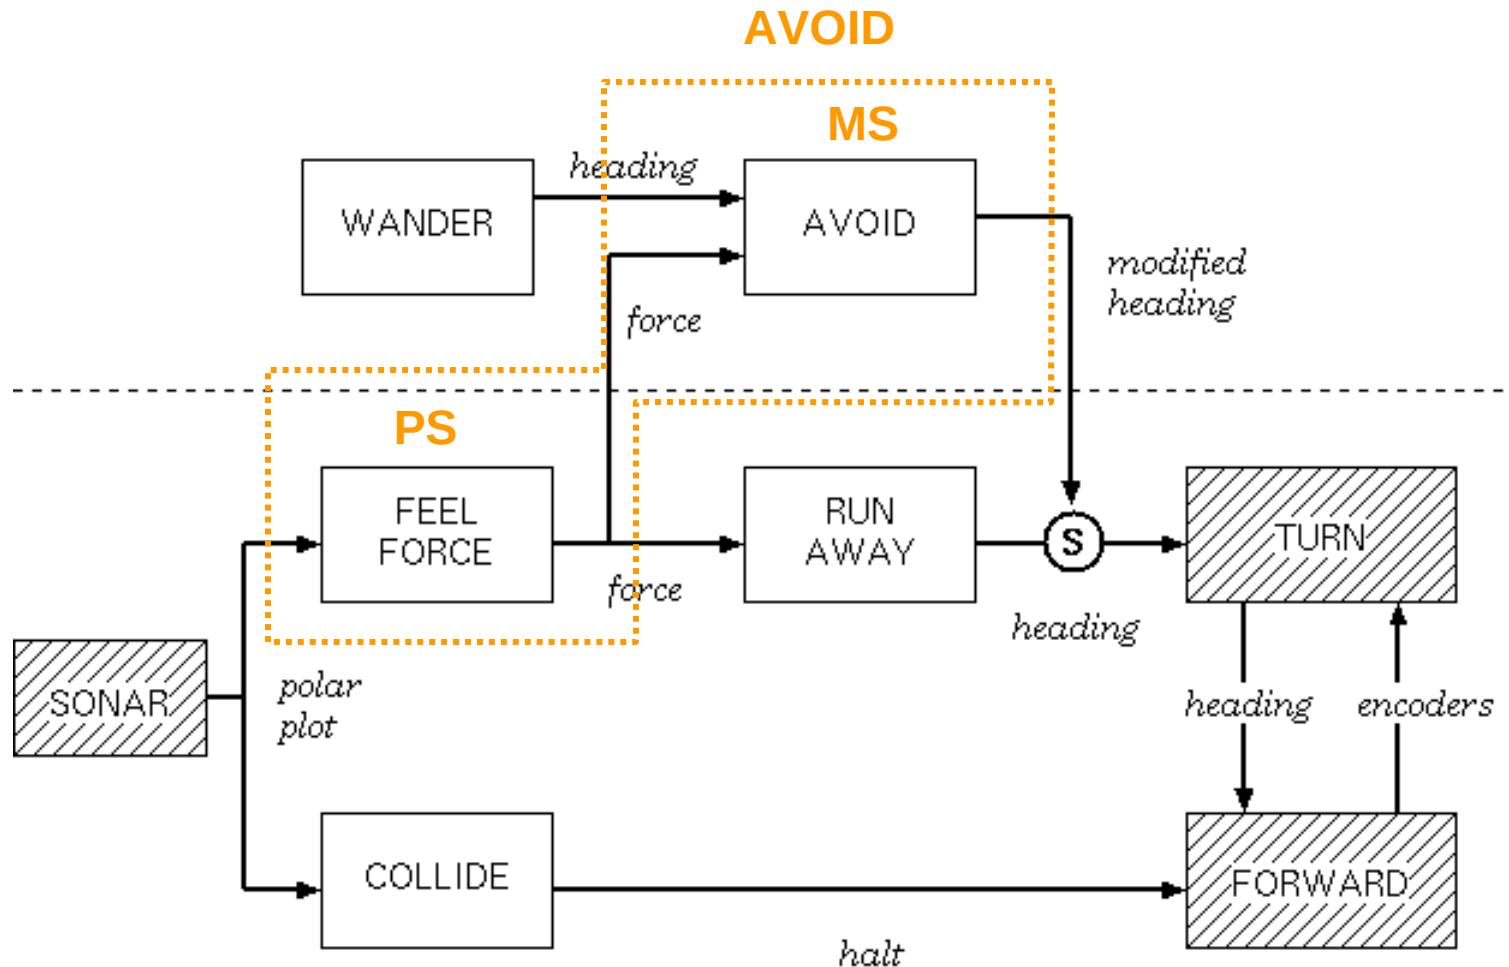 AVOID
MS
heading
WANDER
AVOID
modified
heading
force
PS
FEEL
FORCE
RUN
AWAY
S
TURN
force
heading
SONAR
polar
plot
heading
encoders
COLLIDE
FORWARD
halt